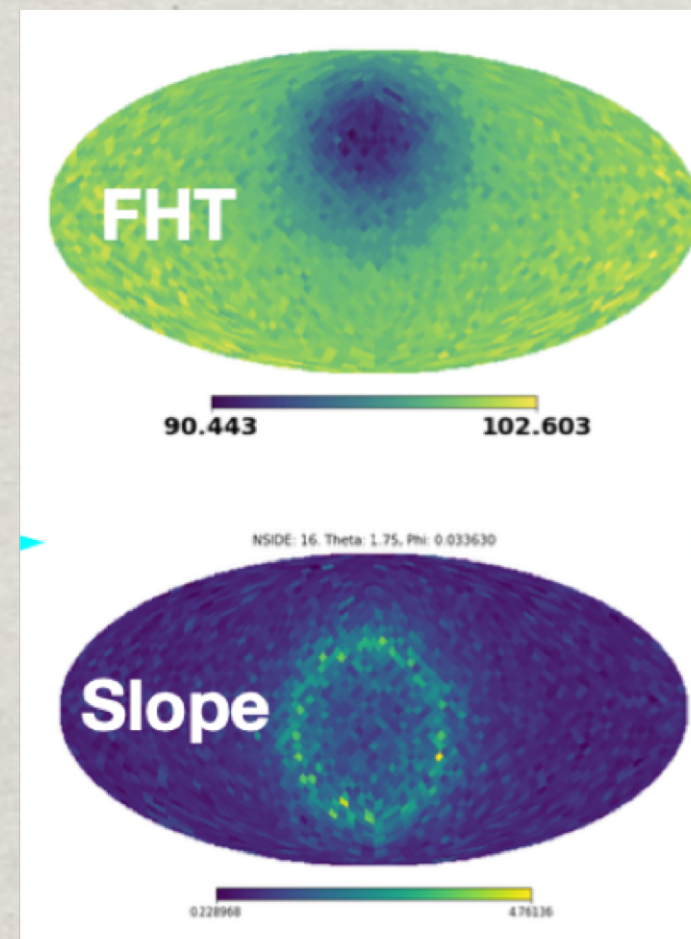 FHT
90.443 102.603
NSIDE: 16. Theta: 1.75, Phi: 0.033630
Slope
0.228968 4.76136